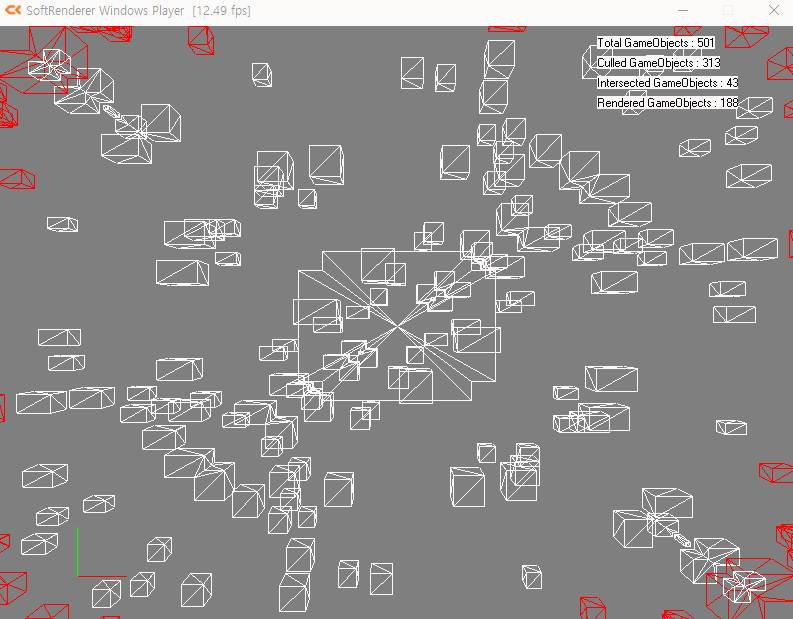 SoftRenderer Windows Player [12.49 fps]
Total GameObjects : 501
Culled GameObjects : 313
Intersected GameObjects : 43
Rendered GameObjects : 188